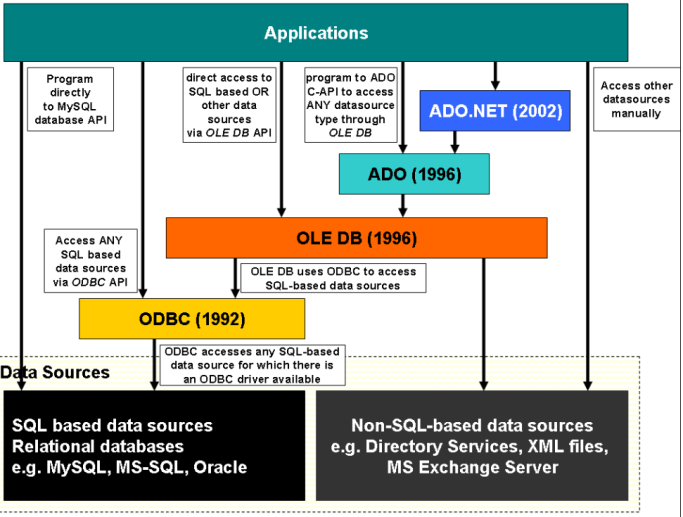 Applications
Program
directly
to MySQL
database API
direct access to
SQL based OR
other data
sources
via OLE DB API
program to ADO
C-API to access
ANY datasource
type through
OLE DB
ADO.NET (2002)
Access other
datasources
manually
ADO (1996)
OLE DB (1996)
Access ANY
SQL based
data sources
via ODBC API
OLE DB uses ODBC to access
SQL-based data sources
ODBC (1992)
ODBC accesses any SQL-based
data source for which there is
an ODBC driver available
Data Sources
SQL based data sources
Relational databases
e.g. MySQL, MS-SQL, Oracle
Non-SQL-based data sources
e.g. Directory Services, XML files,
MS Exchange Server